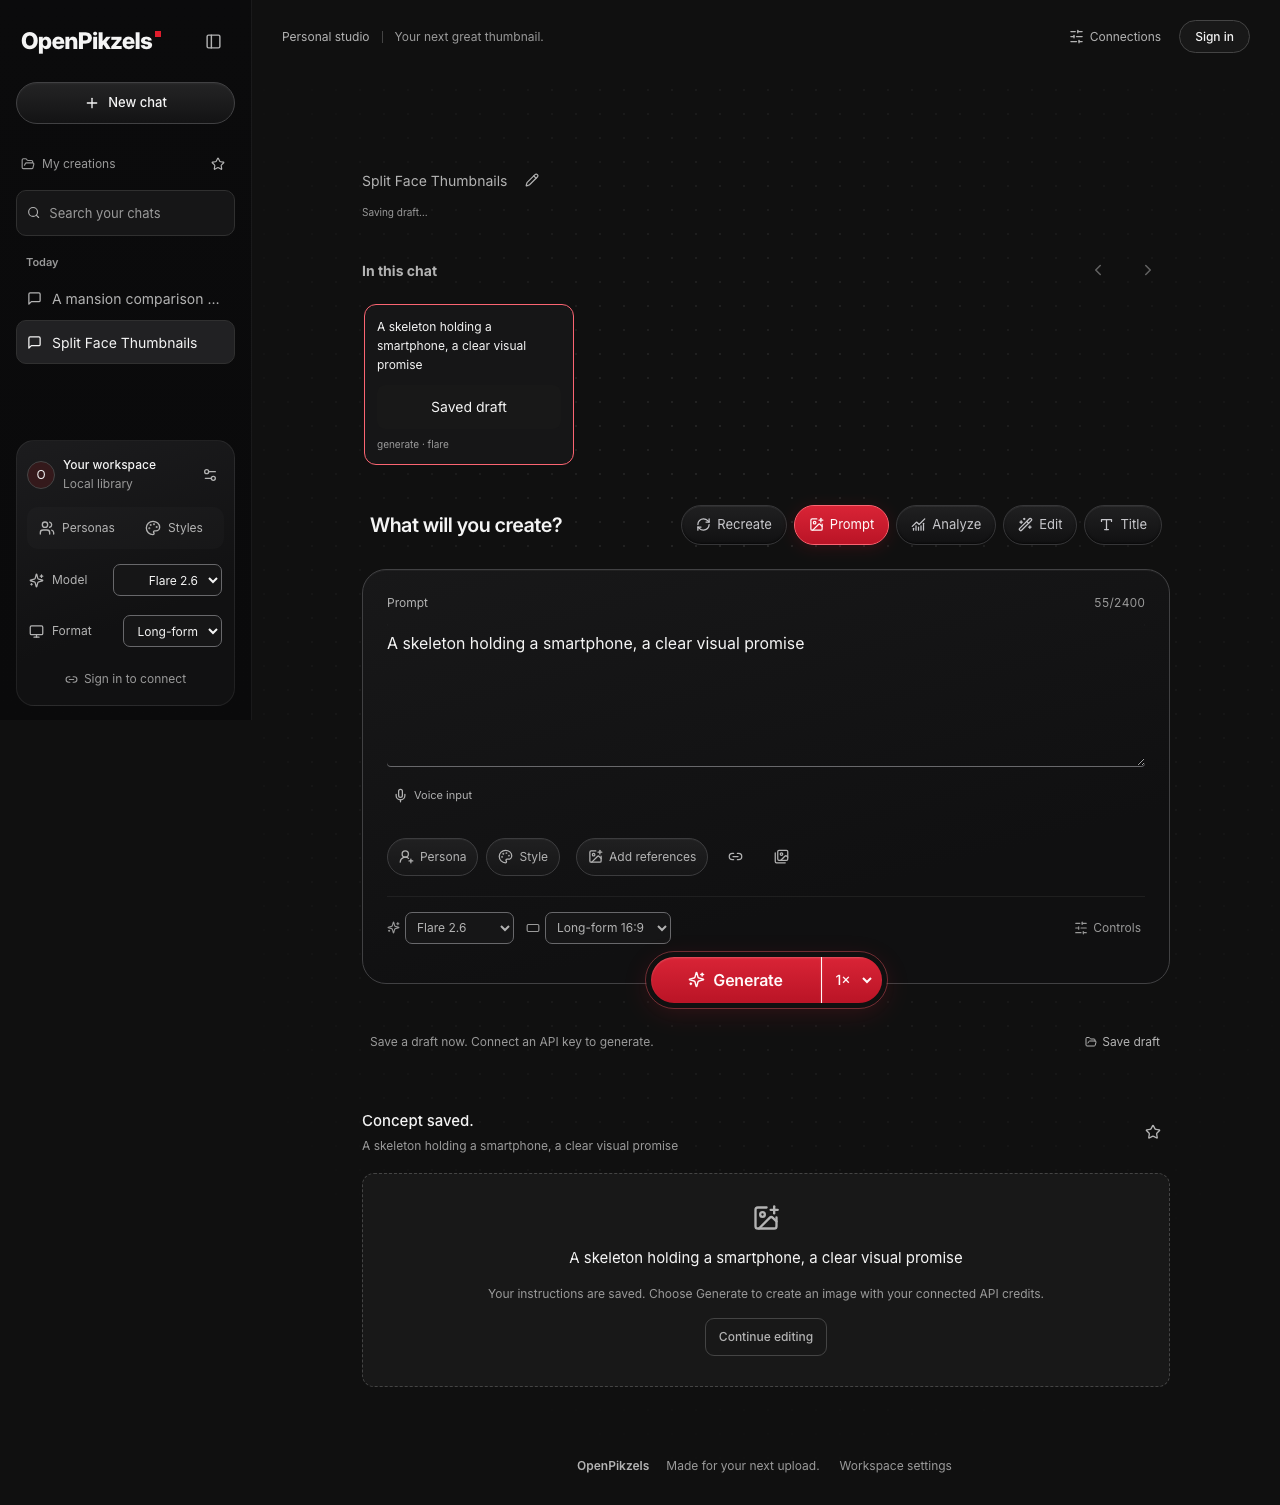 OpenPikzels
New chat
My creations
Search your chats
Today
A mansion comparison ...
Split Face Thumbnails
O
Your workspace
Local library
Personas
Styles
Model
Flare 2.6
Format
Long-form
Sign in to connect
Personal studio
Your next great thumbnail.
Connections
Sign in
Split Face Thumbnails
Saving draft...
In this chat
A skeleton holding a
smartphone, a clear visual
promise
Saved draft
generate · flare
What will you create?
Recreate
Prompt
Analyze
Edit
Title
Prompt
55/2400
A skeleton holding a smartphone, a clear visual promise
Voice input
Persona
Style
Add references
Flare 2.6
Long-form 16:9
Controls
Generate
1×
Save a draft now. Connect an API key to generate.
Save draft
Concept saved.
A skeleton holding a smartphone, a clear visual promise
A skeleton holding a smartphone, a clear visual promise
Your instructions are saved. Choose Generate to create an image with your connected API credits.
Continue editing
OpenPikzels
Made for your next upload.
Workspace settings